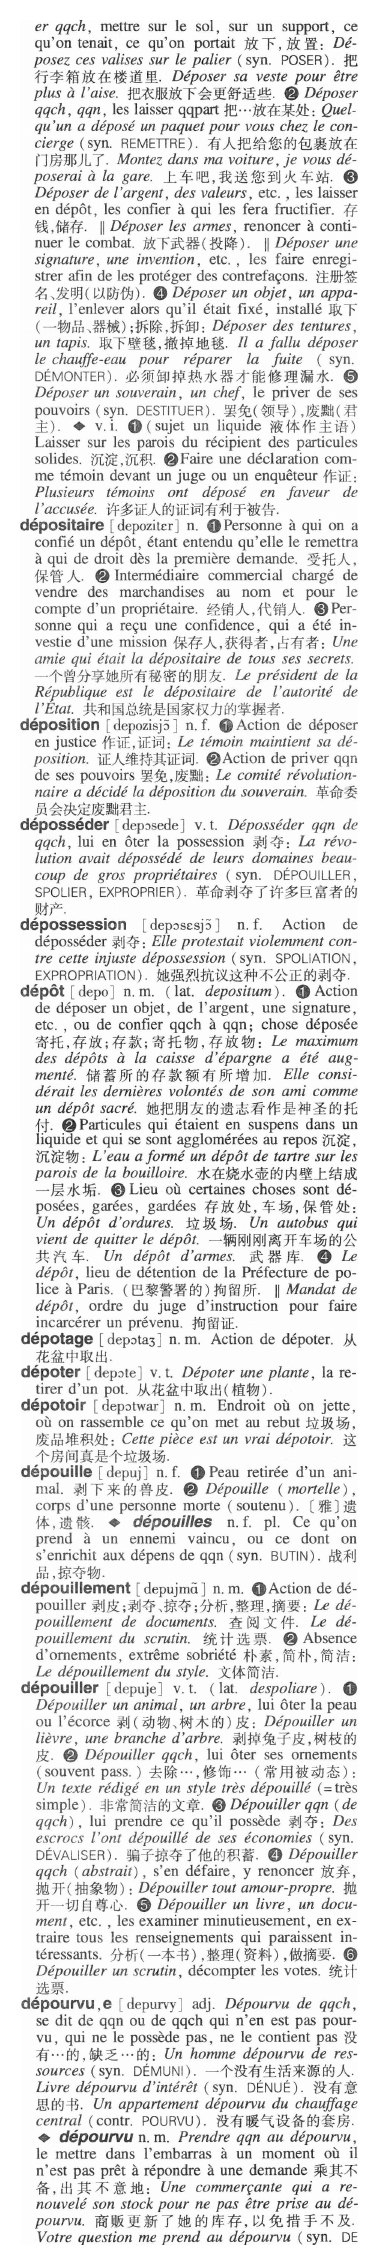 er qqch, mettre sur le sol, sur un support, ce
qu'on tenait, ce qu'on portait 放下,放置: Dé-
posez ces valises sur le palier (syn. POSER). 把
行李箱放在楼道里. Déposer sa veste pour être
plus à l'aise. 把衣服放下会更舒适些. ❷ Déposer
qqch, qqn, les laisser qqpart 把⋯放在某处: Quel-
qu'un a déposé un paquet pour vous chez le con-
cierge (syn. REMETTRE). 有人把给您的包裹放在
门房那儿了. Montez dans ma voiture, je vous dé-
poserai à la gare. 上车吧,我送您到火车站. ❸
Déposer de l'argent, des valeurs, etc., les laisser
en dépôt, les confier à qui les fera fructifier. 存
钱,储存. ‖ Déposer les armes, renoncer à conti-
nuer le combat. 放下武器(投降). ‖ Déposer une
signature, une invention, etc., les faire enregi-
strer afin de les protéger des contrefaçons. 注册签
名、发明(以防伪). ❹ Déposer un objet, un appa-
reil, l'enlever alors qu'il était fixé, installé 取下
(一物品、器械);拆除,拆卸: Déposer des tentures,
un tapis. 取下壁毯,撤掉地毯. Il a fallu déposer
le chauffe-eau pour réparer la fuite (syn.
DÉMONTER). 必须卸掉热水器才能修理漏水. ❺
Déposer un souverain, un chef, le priver de ses
pouvoirs (syn. DESTITUER). 罢免(领导),废黜(君
主). ◆ v. i. ❶ (sujet un liquide 液体作主语)
Laisser sur les parois du récipient des particules
solides. 沉淀,沉积. ❷ Faire une déclaration com-
me témoin devant un juge ou un enquêteur 作证:
Plusieurs témoins ont déposé en faveur de
l'accusée. 许多证人的证词有利于被告.
dépositaire [depoziter] n. ❶ Personne à qui on a
confié un dépôt, étant entendu qu'elle le remettra
à qui de droit dès la première demande. 受托人,
保管人. ❷ Intermédiaire commercial chargé de
vendre des marchandises au nom et pour le
compte d'un propriétaire. 经销人,代销人. ❸ Per-
sonne qui a reçu une confidence, qui a été in-
vestie d'une mission 保存人,获得者,占有者: Une
amie qui était la dépositaire de tous ses secrets.
一个曾分享她所有秘密的朋友. Le président de la
République est le dépositaire de l'autorité de
l'État. 共和国总统是国家权力的掌握者.
déposition [depozisjɔ̃] n. f. ❶ Action de déposer
en justice 作证,证词: Le témoin maintient sa dé-
position. 证人维持其证词. ❷ Action de priver qqn
de ses pouvoirs 罢免,废黜: Le comité révolution-
naire a décidé la déposition du souverain. 革命委
员会决定废黜君主.
déposséder [depɔsede] v. t. Déposséder qqn de
qqch, lui en ôter la possession 剥夺: La révo-
lution avait dépossédé de leurs domaines beau-
coup de gros propriétaires (syn. DÉPOUILLER,
SPOLIER, EXPROPRIER). 革命剥夺了许多巨富者的
财产.
dépossession [depɔsɛsjɔ̃] n. f. Action de
déposséder 剥夺: Elle protestait violemment con-
tre cette injuste dépossession (syn. SPOLIATION,
EXPROPRIATION). 她强烈抗议这种不公正的剥夺.
dépôt [depo] n. m. (lat. depositum). ❶ Action
de déposer un objet, de l'argent, une signature,
etc., ou de confier qqch à qqn; chose déposée
寄托,存放;存款;寄托物,存放物: Le maximum
des dépôts à la caisse d'épargne a été aug-
menté. 储蓄所的存款额有所增加. Elle consi-
dérait les dernières volontés de son ami comme
un dépôt sacré. 她把朋友的遗志看作是神圣的托
付. ❷ Particules qui étaient en suspens dans un
liquide et qui se sont agglomérées au repos 沉淀,
沉淀物: L'eau a formé un dépôt de tartre sur les
parois de la bouilloire. 水在烧水壶的内壁上结成
一层水垢. ❸ Lieu où certaines choses sont dé-
posées, garées, gardées 存放处,车场,保管处:
Un dépôt d'ordures. 垃圾场. Un autobus qui
vient de quitter le dépôt. 一辆刚刚离开车场的公
共汽车. Un dépôt d'armes. 武器库. ❹ Le
dépôt, lieu de détention de la Préfecture de po-
lice à Paris. (巴黎警署的)拘留所. ‖ Mandat de
dépôt, ordre du juge d'instruction pour faire
incarcérer un prévenu. 拘留证.
dépotage [depɔtaʒ] n. m. Action de dépoter. 从
花盆中取出.
dépoter [depɔte] v. t. Dépoter une plante, la re-
tirer d'un pot. 从花盆中取出(植物).
dépotoir [depɔtwar] n. m. Endroit où on jette,
où on rassemble ce qu'on met au rebut 垃圾场,
废品堆积处: Cette pièce est un vrai dépotoir. 这
个房间真是个垃圾场.
dépouille [depuj] n. f. ❶ Peau retirée d'un ani-
mal. 剥下来的兽皮. ❷ Dépouille (mortelle),
corps d'une personne morte (soutenu). [雅]遗
体,遗骸. ◆ dépouilles n. f. pl. Ce qu'on
prend à un ennemi vaincu, ou ce dont on
s'enrichit aux dépens de qqn (syn. BUTIN). 战利
品,掠夺物.
dépouillement [depujmɑ̃] n. m. ❶ Action de dé-
pouiller 剥皮;剥夺、掠夺;分析,整理,摘要: Le dé-
pouillement de documents. 查阅文件. Le dé-
pouillement du scrutin. 统计选票. ❷ Absence
d'ornements, extrême sobriété 朴素,简朴,简洁:
Le dépouillement du style. 文体简洁.
dépouiller [depuje] v. t. (lat. despoliare). ❶
Dépouiller un animal, un arbre, lui ôter la peau
ou l'écorce 剥(动物、树木的)皮: Dépouiller un
lièvre, une branche d'arbre. 剥掉兔子皮,树枝的
皮. ❷ Dépouiller qqch, lui ôter ses ornements
(souvent pass.) 去除⋯,修饰⋯ (常用被动态):
Un texte rédigé en un style très dépouillé (= très
simple). 非常简洁的文章. ❸ Dépouiller qqn (de
qqch), lui prendre ce qu'il possède 剥夺: Des
escrocs l'ont dépouillé de ses économies (syn.
DÉVALISER). 骗子掠夺了他的积蓄. ❹ Dépouiller
qqch (abstrait), s'en défaire, y renoncer 放弃,
抛开(抽象物): Dépouiller tout amour-propre. 抛
开一切自尊心. ❺ Dépouiller un livre, un docu-
ment, etc., les examiner minutieusement, en ex-
traire tous les renseignements qui paraissent in-
téressants. 分析(一本书),整理(资料),做摘要. ❻
Dépouiller un scrutin, décompter les votes. 统计
选票.
dépourvu,e [depurvy] adj. Dépourvu de qqch,
se dit de qqn ou de qqch qui n'en est pas pour-
vu, qui ne le possède pas, ne le contient pas 没
有⋯的,缺乏⋯的: Un homme dépourvu de res-
sources (syn. DÉMUNI). 一个没有生活来源的人.
Livre dépourvu d'intérêt (syn. DÉNUÉ). 没有意
思的书. Un appartement dépourvu du chauffage
central (contr. POURVU). 没有暖气设备的套房.
◆ dépourvu n. m. Prendre qqn au dépourvu,
le mettre dans l'embarras à un moment où il
n'est pas prêt à répondre à une demande 乘其不
备,出其不意地: Une commerçante qui a re-
nouvelé son stock pour ne pas être prise au dé-
pourvu. 商贩更新了她的库存,以免措手不及.
Votre question me prend au dépourvu (syn. DE